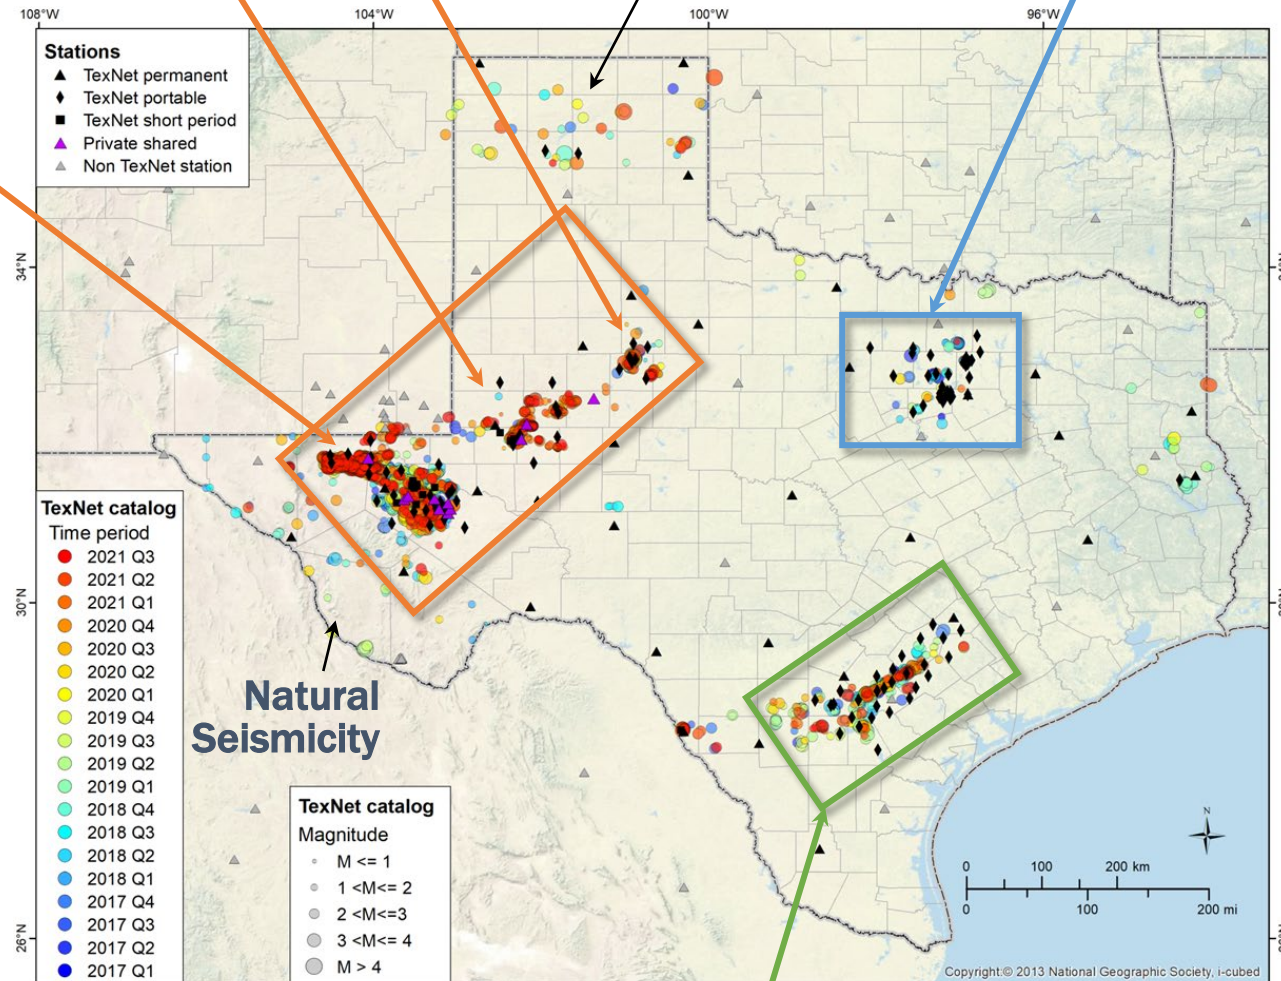 108°W
104°W
100°W
96°W
Stations
TexNet permanent
TexNet portable
TexNet short period
Private shared
Non TexNet station
34°N
TexNet catalog
Time period
2021 Q3
2021 Q2
2021 Q1
2020 Q4
2020 Q3
2020 Q2
2020 Q1
2019 Q4
2019 Q3
2019 Q2
2019 Q1
2018 Q4
2018 Q3
2018 Q2
2018 Q1
2017 Q4
2017 Q3
2017 Q2
2017 Q1
30°N
Natural
Seismicity
TexNet catalog
Magnitude
M <= 1
1 <M<= 2
2 <M<=3
3 <M<= 4
M > 4
26°N
N
0 100 200 km
0 100 200 mi
Copyright:© 2013 National Geographic Society, i-cubed